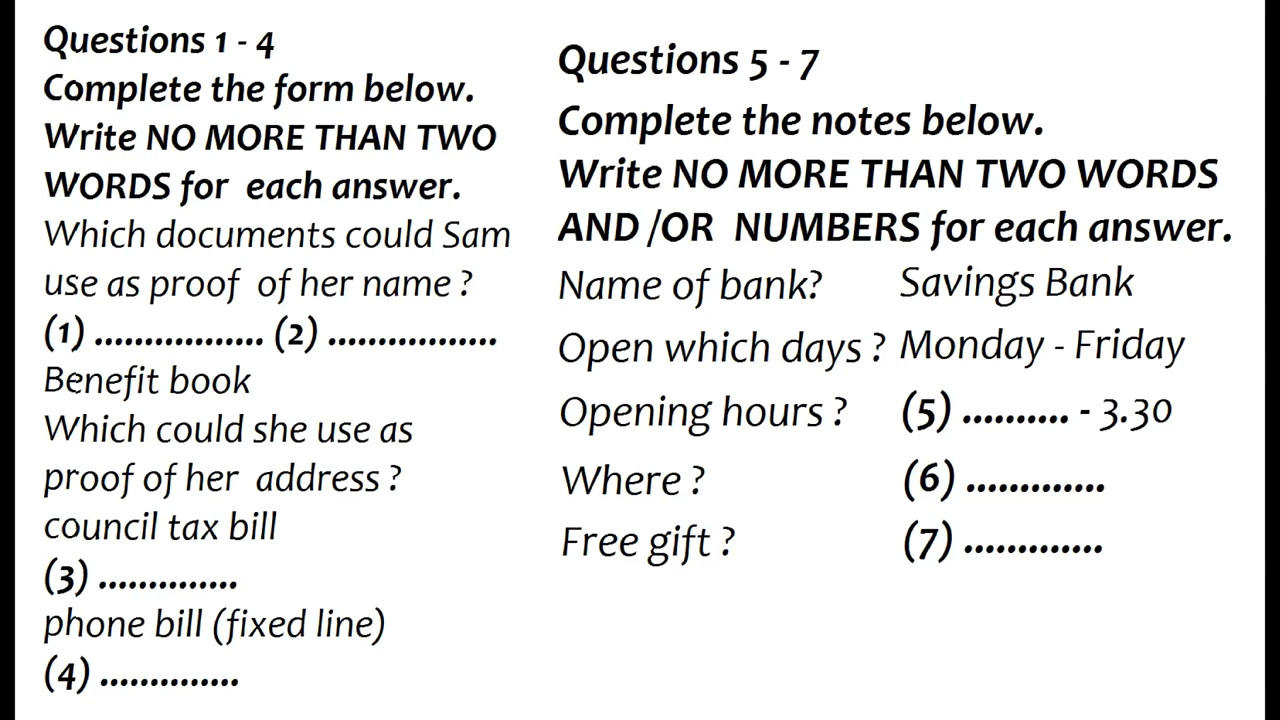 Questions 1 - 4
Complete the form below.
Write NO MORE THAN TWO
WORDS for each answer.
Which documents could Sam
use as proof of her name ?
(1) ................. (2) .................
Benefit book
Which could she use as
proof of her address ?
council tax bill
(3) ..............
phone bill (fixed line)
(4) ..............
Questions 5 - 7
Complete the notes below.
Write NO MORE THAN TWO WORDS
AND /OR NUMBERS for each answer.
Name of bank? Savings Bank
Open which days ? Monday - Friday
Opening hours ? (5) ........... - 3.30
Where ? (6) ..............
Free gift ? (7) ..............